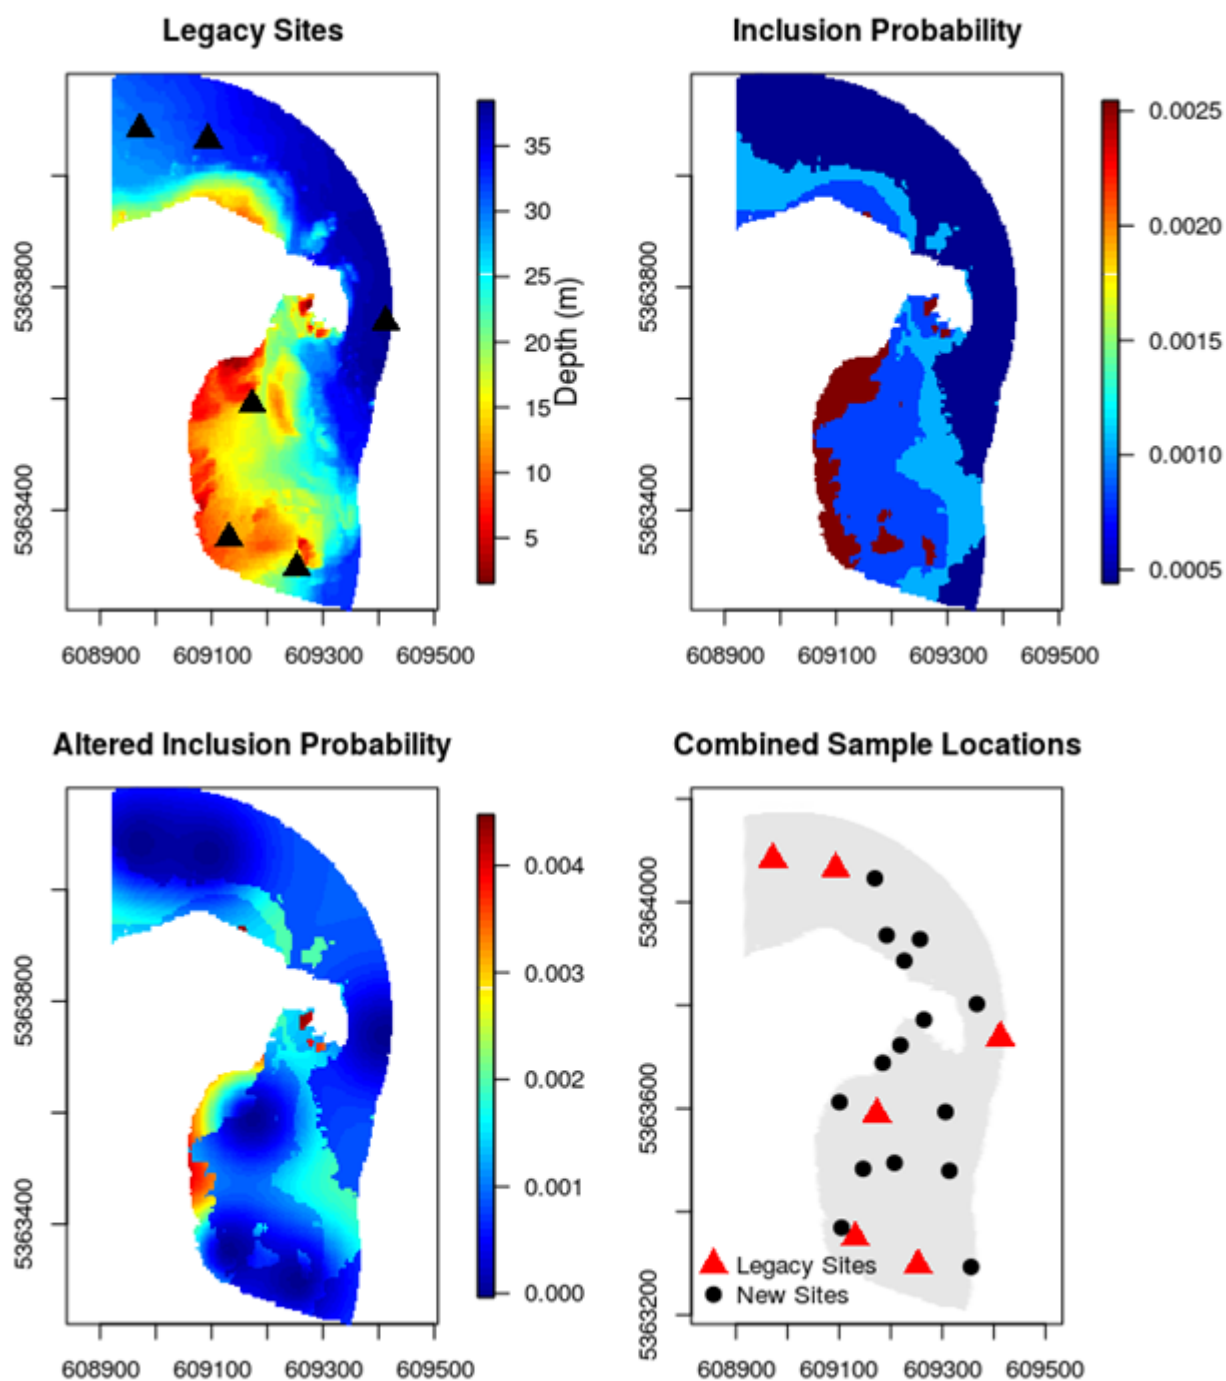 Legacy Sites
35
30
25
20
15
10
5
Depth (m)
5363800
5363400
608900 609100 609300 609500
Inclusion Probability
0.0025
0.0020
0.0015
0.0010
0.0005
5363800
5363400
608900 609100 609300 609500
Altered Inclusion Probability
0.004
0.003
0.002
0.001
0.000
5363800
5363400
608900 609100 609300 609500
Combined Sample Locations
5364000
5363600
5363200
Legacy Sites
New Sites
608900 609100 609300 609500